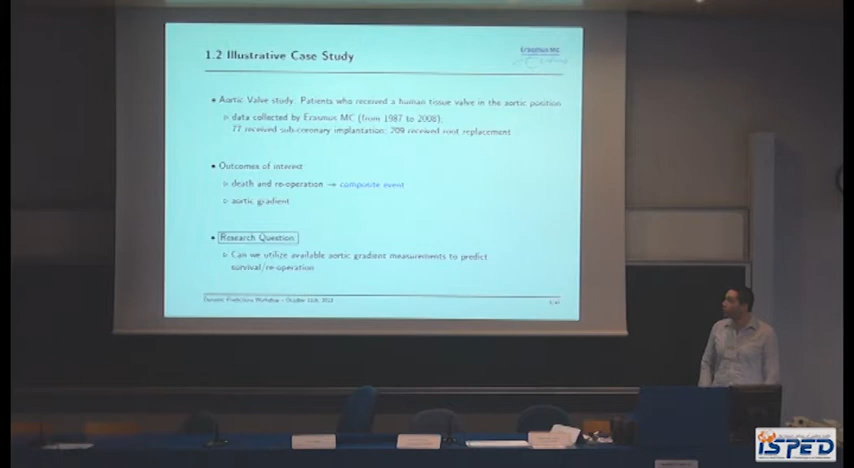 1.2 Illustrative Case Study
Erasmus MC
• Aortic Valve study: Patients who received a human tissue valve in the aortic position
▷ data collected by Erasmus MC (from 1987 to 2008);
77 received sub-coronary implantation; 209 received root replacement
• Outcomes of interest:
▷ death and re-operation → composite event
▷ aortic gradient
• Research Question:
▷ Can we utilize available aortic gradient measurements to predict
survival/re-operation
Dynamic Predictions Workshop – October
ISPED